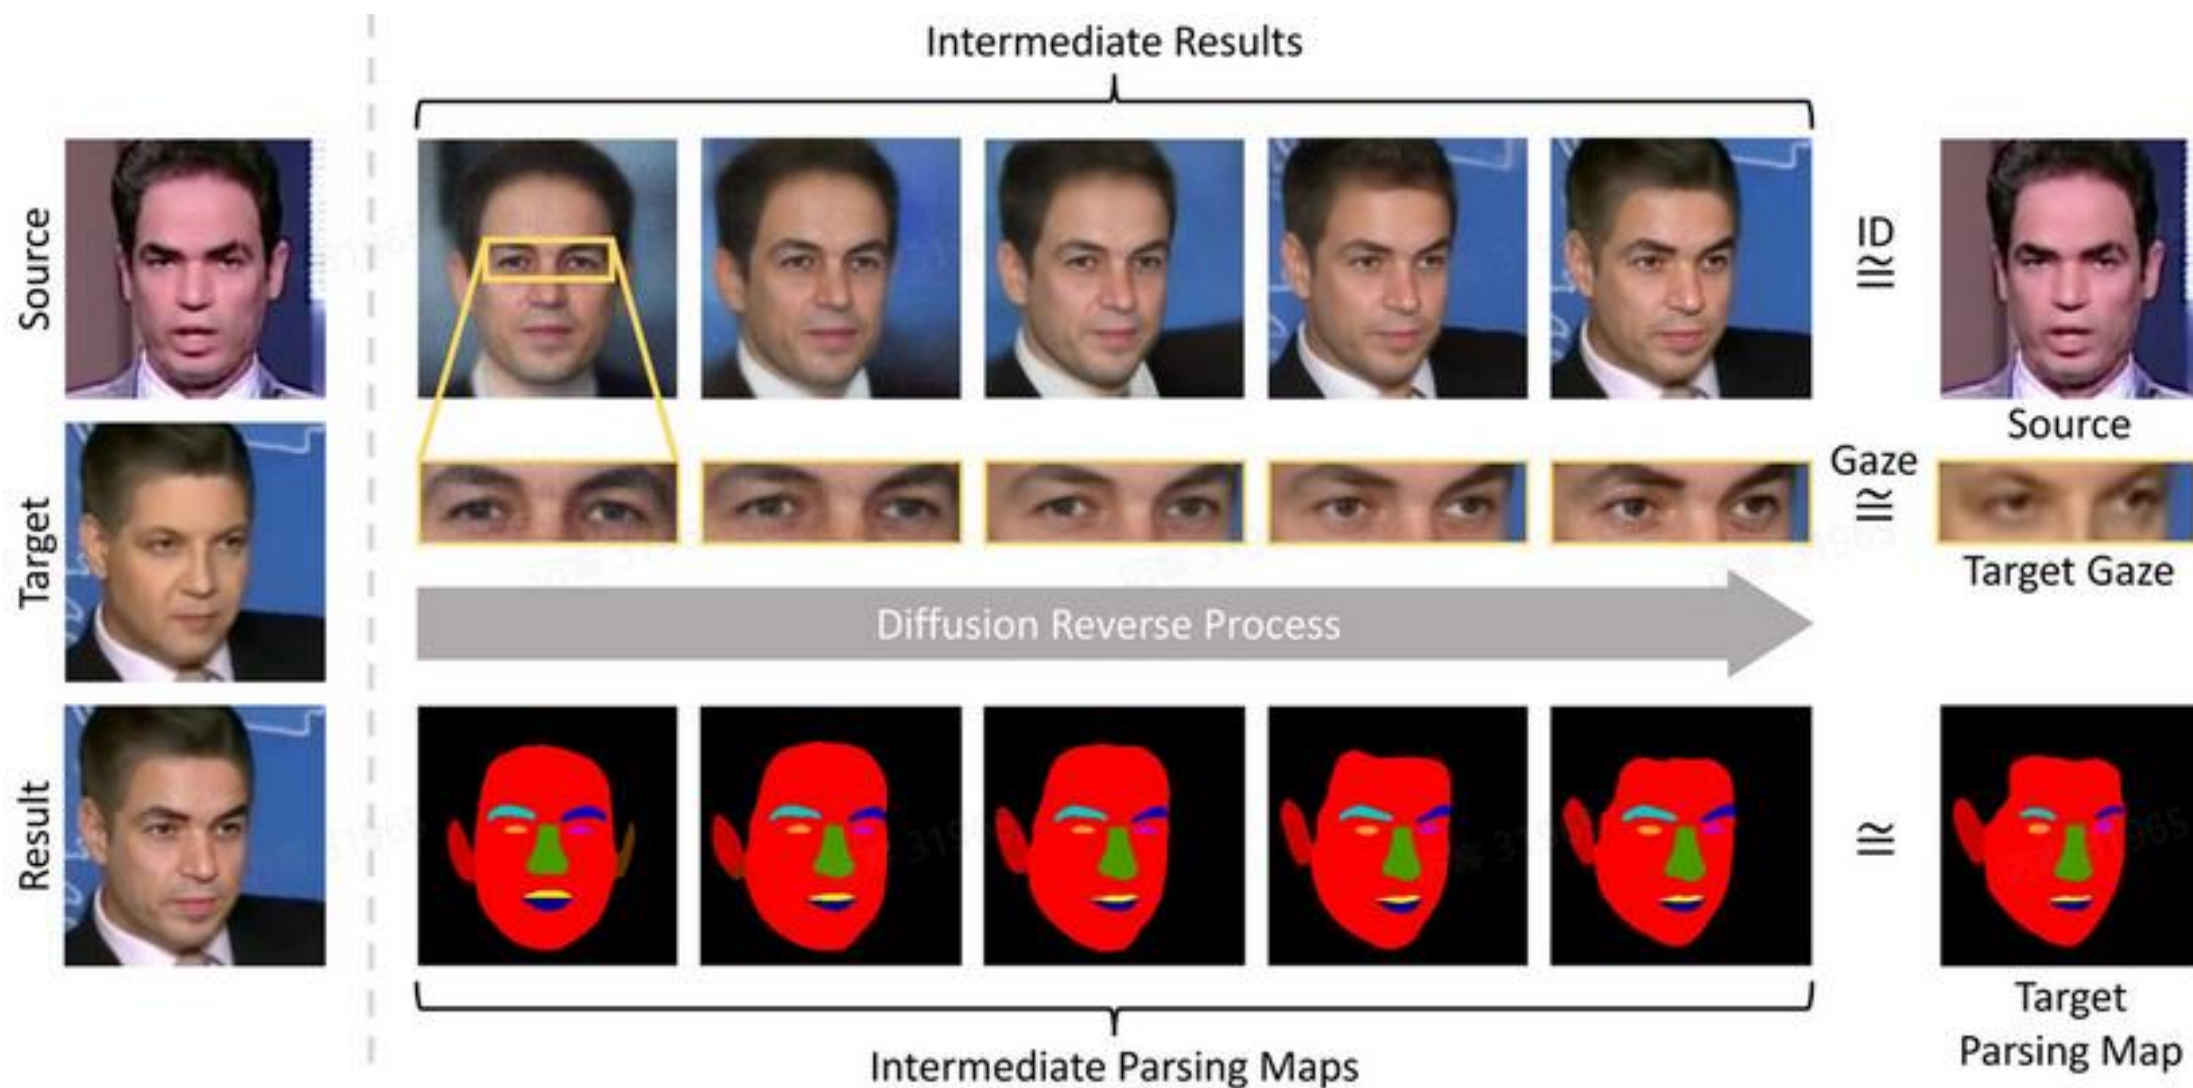 Intermediate Results
Source
ID
Source
Gaze
Target
Target Gaze
Diffusion Reverse Process
Result
Target
Parsing Map
Intermediate Parsing Maps